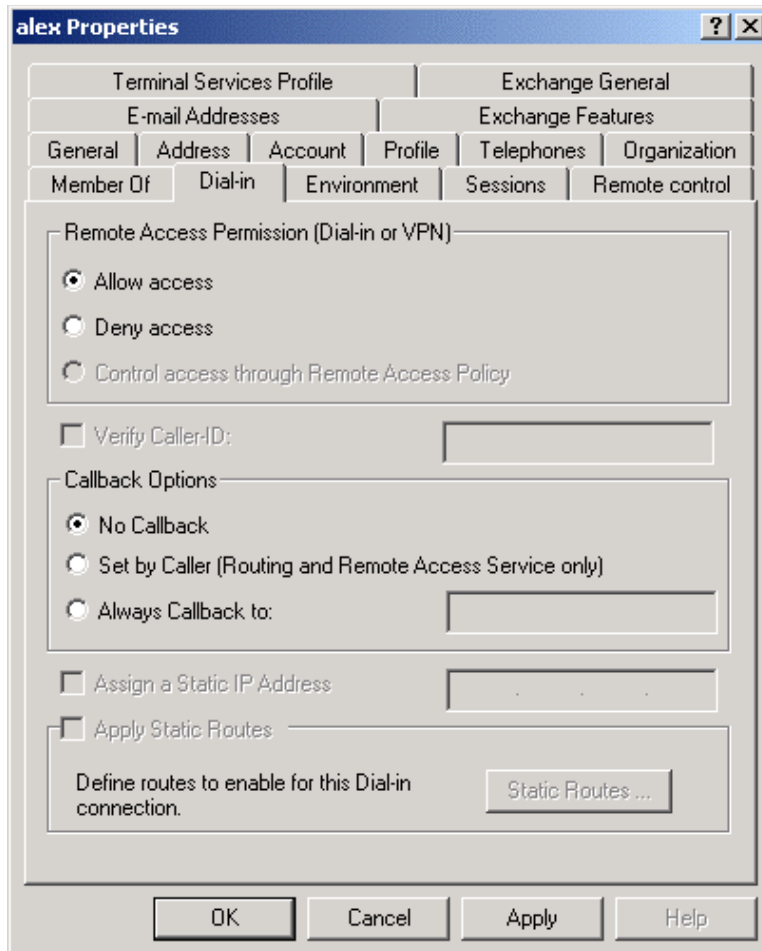 alex Properties
Terminal Services Profile Exchange General
E-mail Addresses Exchange Features
General Address Account Profile Telephones Organization
Member Of Dial-in Environment Sessions Remote control
Remote Access Permission (Dial-in or VPN)
Allow access
Deny access
Control access through Remote Access Policy
Verify Caller-ID:
Callback Options
No Callback
Set by Caller (Routing and Remote Access Service only)
Always Callback to:
Assign a Static IP Address
Apply Static Routes
Define routes to enable for this Dial-in
connection.
Static Routes ...
OK Cancel Apply Help